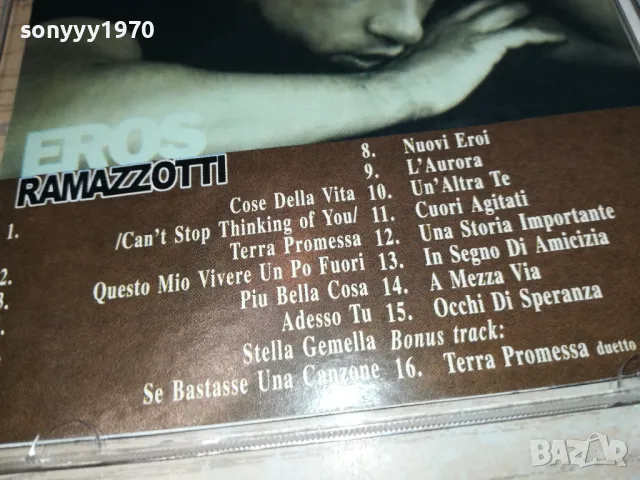 sonyyy1970
EROS
RAMAZZOTTI
1.
Cose Della Vita
/Can't Stop Thinking of You/
2
Terra Promessa
3
Questo Mio Vivere Un Po Fuori
Piu Bella Cosa
Adesso Tu
Stella Gemella
Se Bastasse Una Canzone
8. Nuovi Eroi
9. L'Aurora
10. Un'Altra Te
11. Cuori Agitati
12. Una Storia Importante
13. In Segno Di Amicizia
14. A Mezza Via
15. Occhi Di Speranza
Bonus track:
16. Terra Promessa duetto
BAZAR